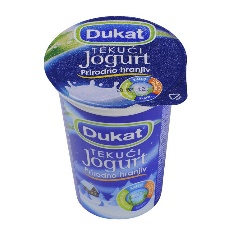 Dukat
TEKUĆI
Jogurt
Prirodno hranjiv
Dukat
TEKUĆI
Jogurt
Prirodno hranjiv